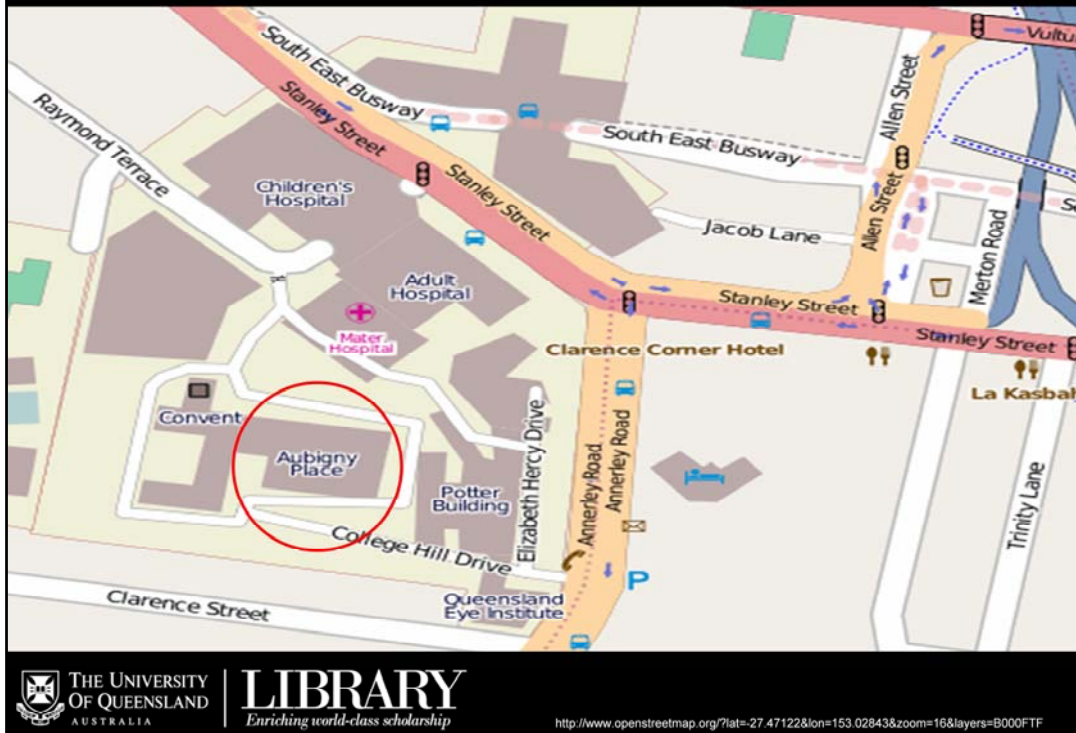 South East Busway
Vultu
Raymond Terrace
Stanley Street
South East Busway
Allen Street
Children's
Hospital
Stanley Street
Jacob Lane
Allen Street
Merton Road
Adult
Hospital
Stanley Street
Stanley Street
Mater
Hospital
Clarence Corner Hotel
La Kasbah
Convent
Aubigny
Place
Elizabeth Hercy Drive
Annerley Road
Annerley Road
Potter
Building
Trinity Lane
College Hill Drive
P
Clarence Street
Queensland
Eye Institute
THE UNIVERSITY
OF QUEENSLAND
AUSTRALIA
LIBRARY
Enriching world-class scholarship
http://www.openstreetmap.org/?lat=-27.47122&lon=153.02843&zoom=16&layers=B000FTF